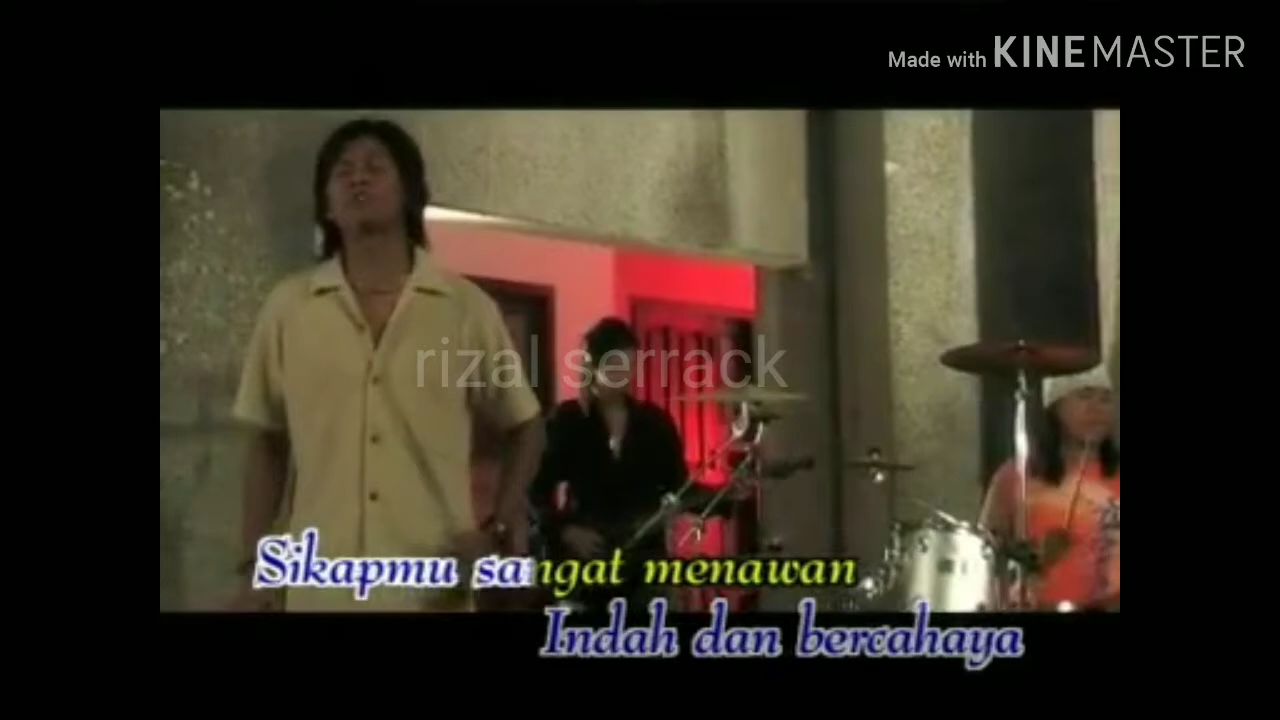 Made with KINEMASTER
rizal serrack
Sikapmu sangat menawan
Indah dan bercahaya